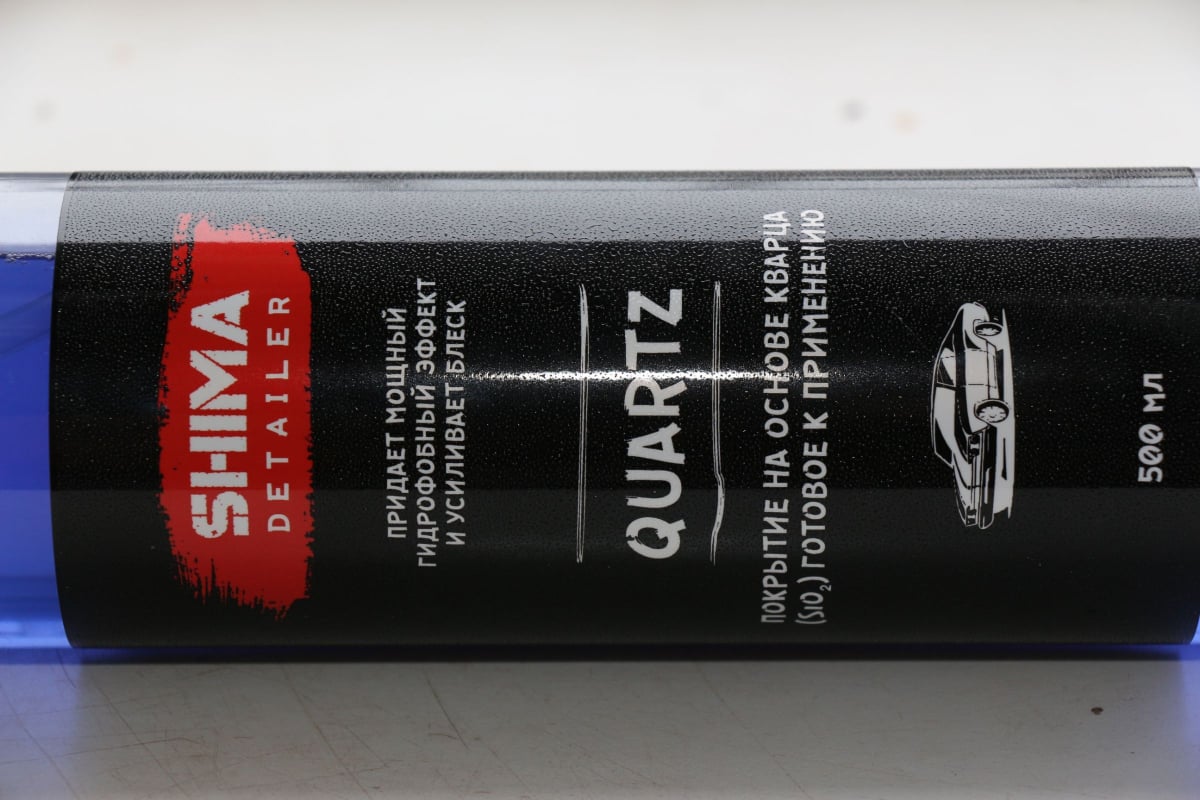 SHIMA
DETAILER
ПРИДАЕТ МОЩНЫЙ
ГИДРОФОБНЫЙ ЭФФЕКТ
И УСИЛИВАЕТ БЛЕСК
QUARTZ
ПОКРЫТИЕ НА ОСНОВЕ КВАРЦА
(SIO₂) ГОТОВОЕ К ПРИМЕНЕНИЮ
500 МЛ